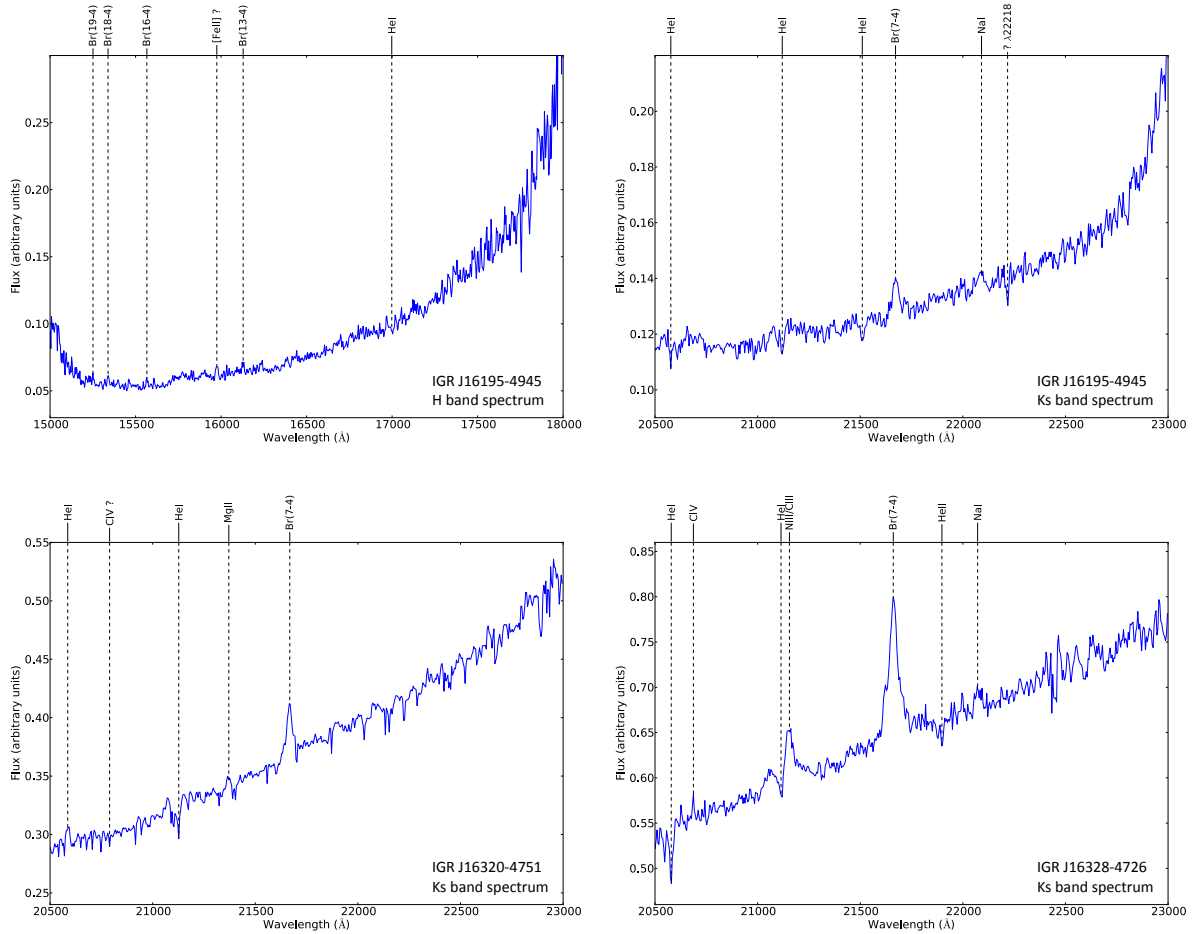 Br(19-4)
Br(18-4)
Br(16-4)
[FeII] ?
Br(13-4)
HeI
Flux (arbitrary units)
0.25
0.20
0.15
0.10
0.05
15000 15500 16000 16500 17000 17500 18000
Wavelength (Å)
IGR J16195-4945
H band spectrum
HeI
HeI
HeI
Br(7-4)
NaI
? λ22218
Flux (arbitrary units)
0.20
0.18
0.16
0.14
0.12
0.10
20500 21000 21500 22000 22500 23000
Wavelength (Å)
IGR J16195-4945
Ks band spectrum
HeI
CIV ?
HeI
MgII
Br(7-4)
Flux (arbitrary units)
0.55
0.50
0.45
0.40
0.35
0.30
0.25
20500 21000 21500 22000 22500 23000
Wavelength (Å)
IGR J16320-4751
Ks band spectrum
HeI
CIV
HeI
NIII/CIII
Br(7-4)
HeII
NaI
Flux (arbitrary units)
0.85
0.80
0.75
0.70
0.65
0.60
0.55
0.50
20500 21000 21500 22000 22500 23000
Wavelength (Å)
IGR J16328-4726
Ks band spectrum